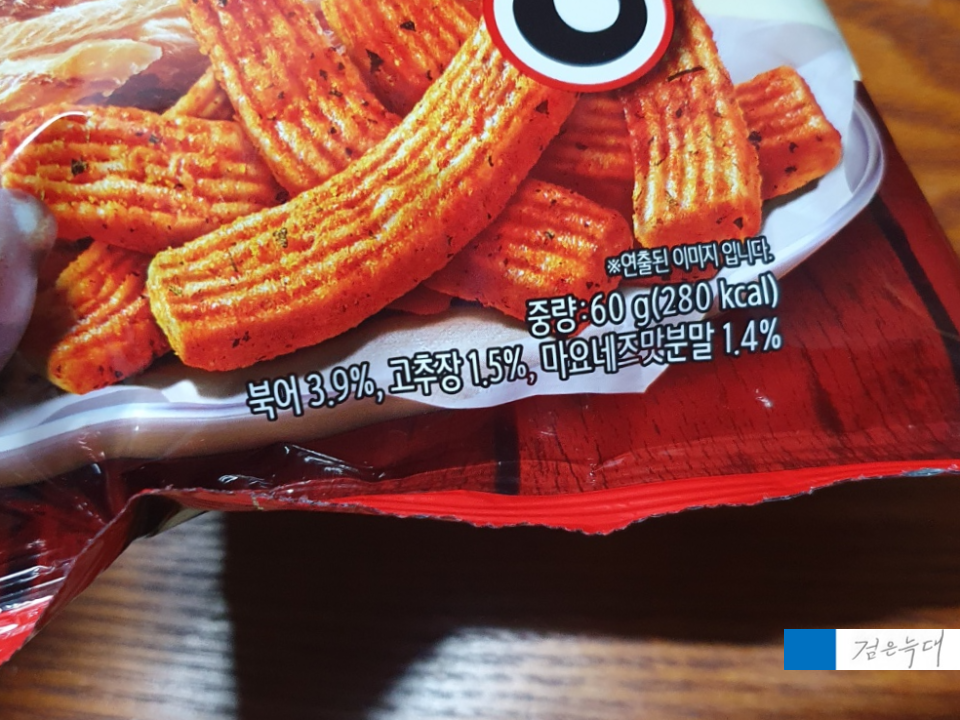 ※연출된 이미지 입니다.
중량:60 g(280 kcal)
북어 3.9%, 고추장 1.5%, 마요네즈맛분말 1.4%
검은늑대